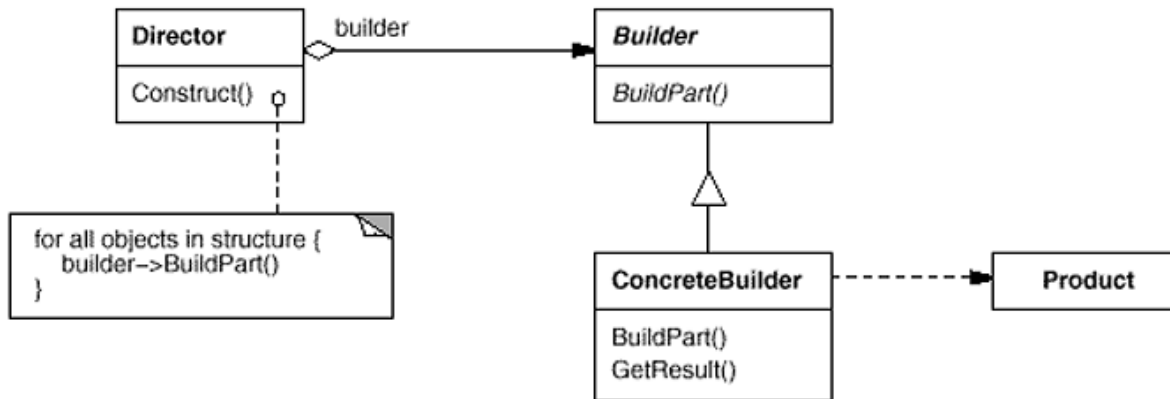 Director
builder
Builder
Construct()
BuildPart()
for all objects in structure {
builder->BuildPart()
}
ConcreteBuilder
Product
BuildPart()
GetResult()